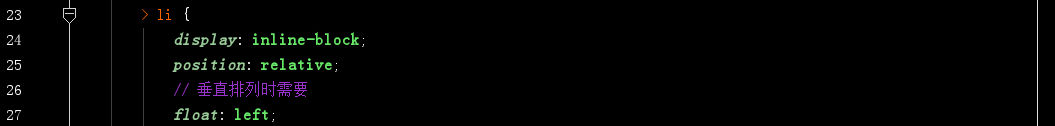 23 > li {
24 display: inline-block;
25 position: relative;
26 // 垂直排列时需要
27 float: left;